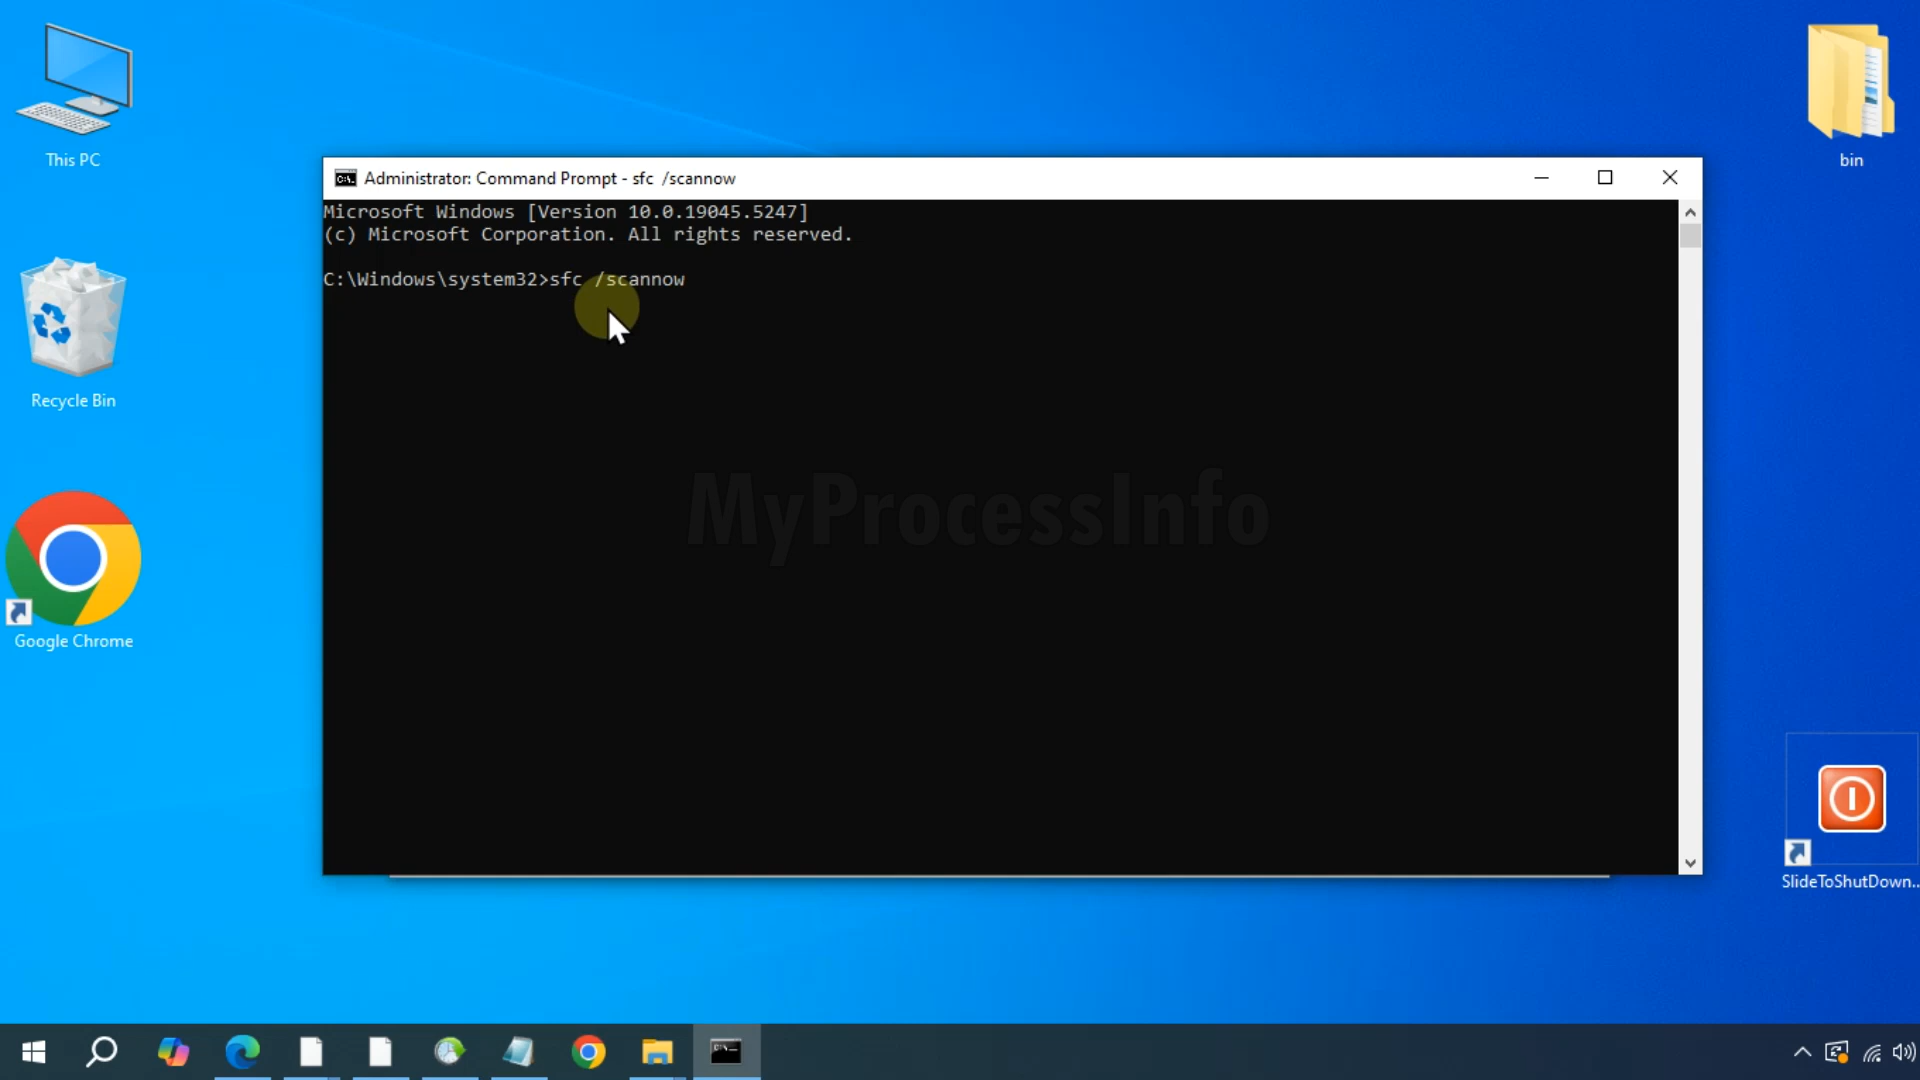 This PC
bin
Administrator: Command Prompt - sfc  /scannow
Microsoft Windows [Version 10.0.19045.5247]
(c) Microsoft Corporation. All rights reserved.
C:\Windows\system32>sfc /scannow
Recycle Bin
MyProcessInfo
Google Chrome
SlideToShutDown...